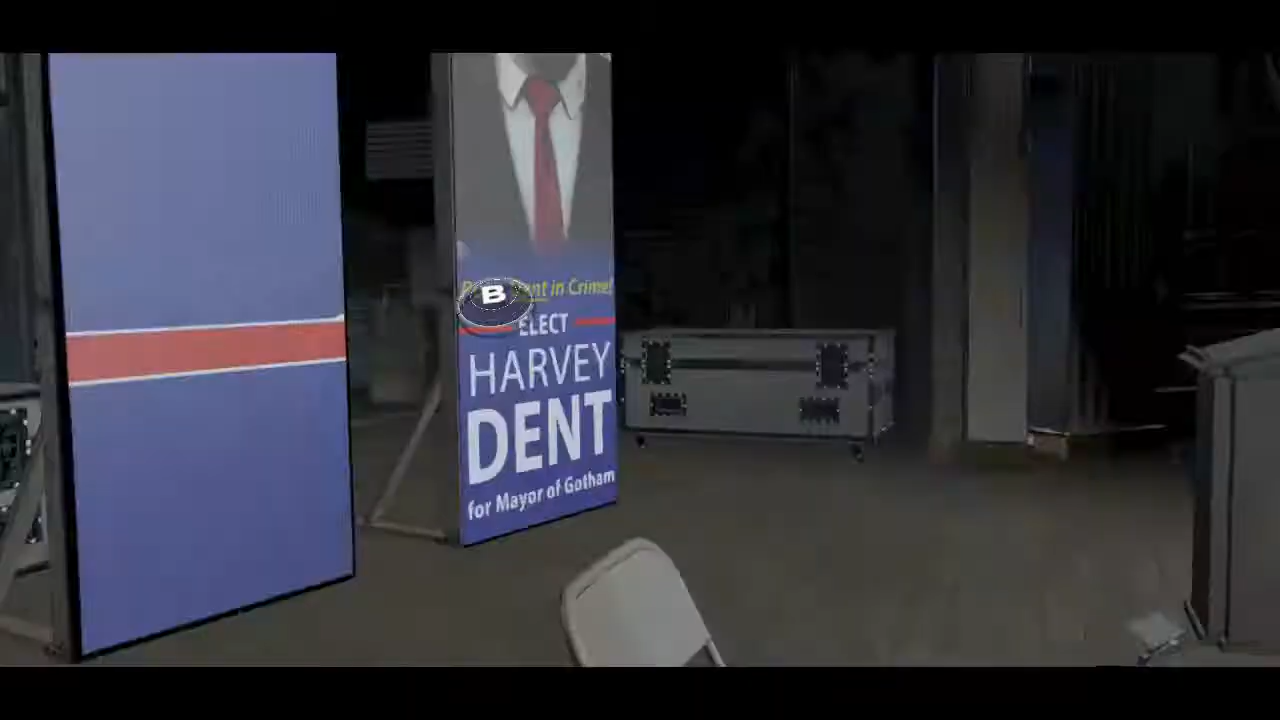 B
in Crime!
ELECT
HARVEY
DENT
for Mayor of Gotham